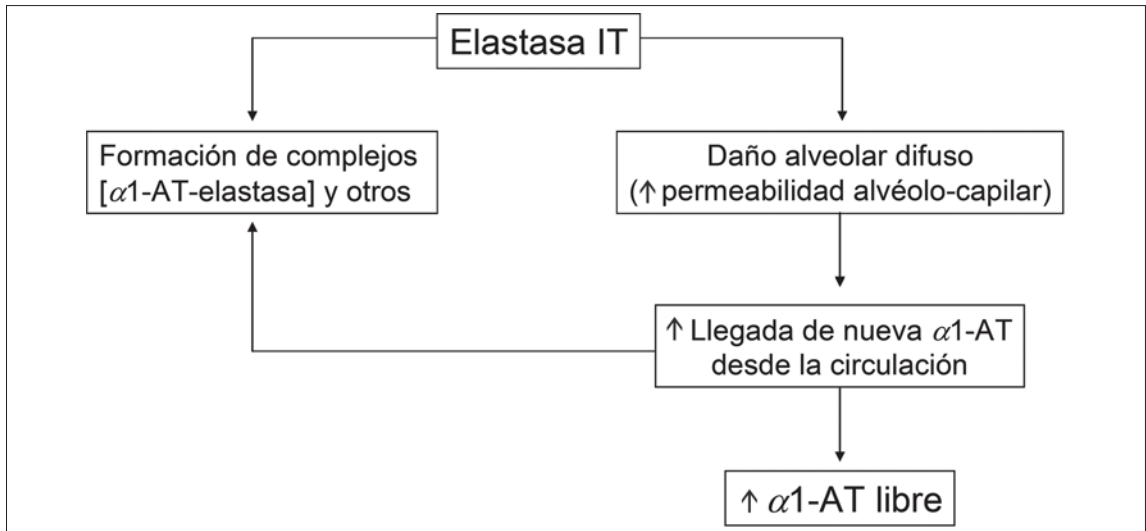 Elastasa IT
Formación de complejos
[α1-AT-elastasa] y otros
Daño alveolar difuso
(↑ permeabilidad alvéolo-capilar)
↑ Llegada de nueva α1-AT
desde la circulación
↑ α1-AT libre